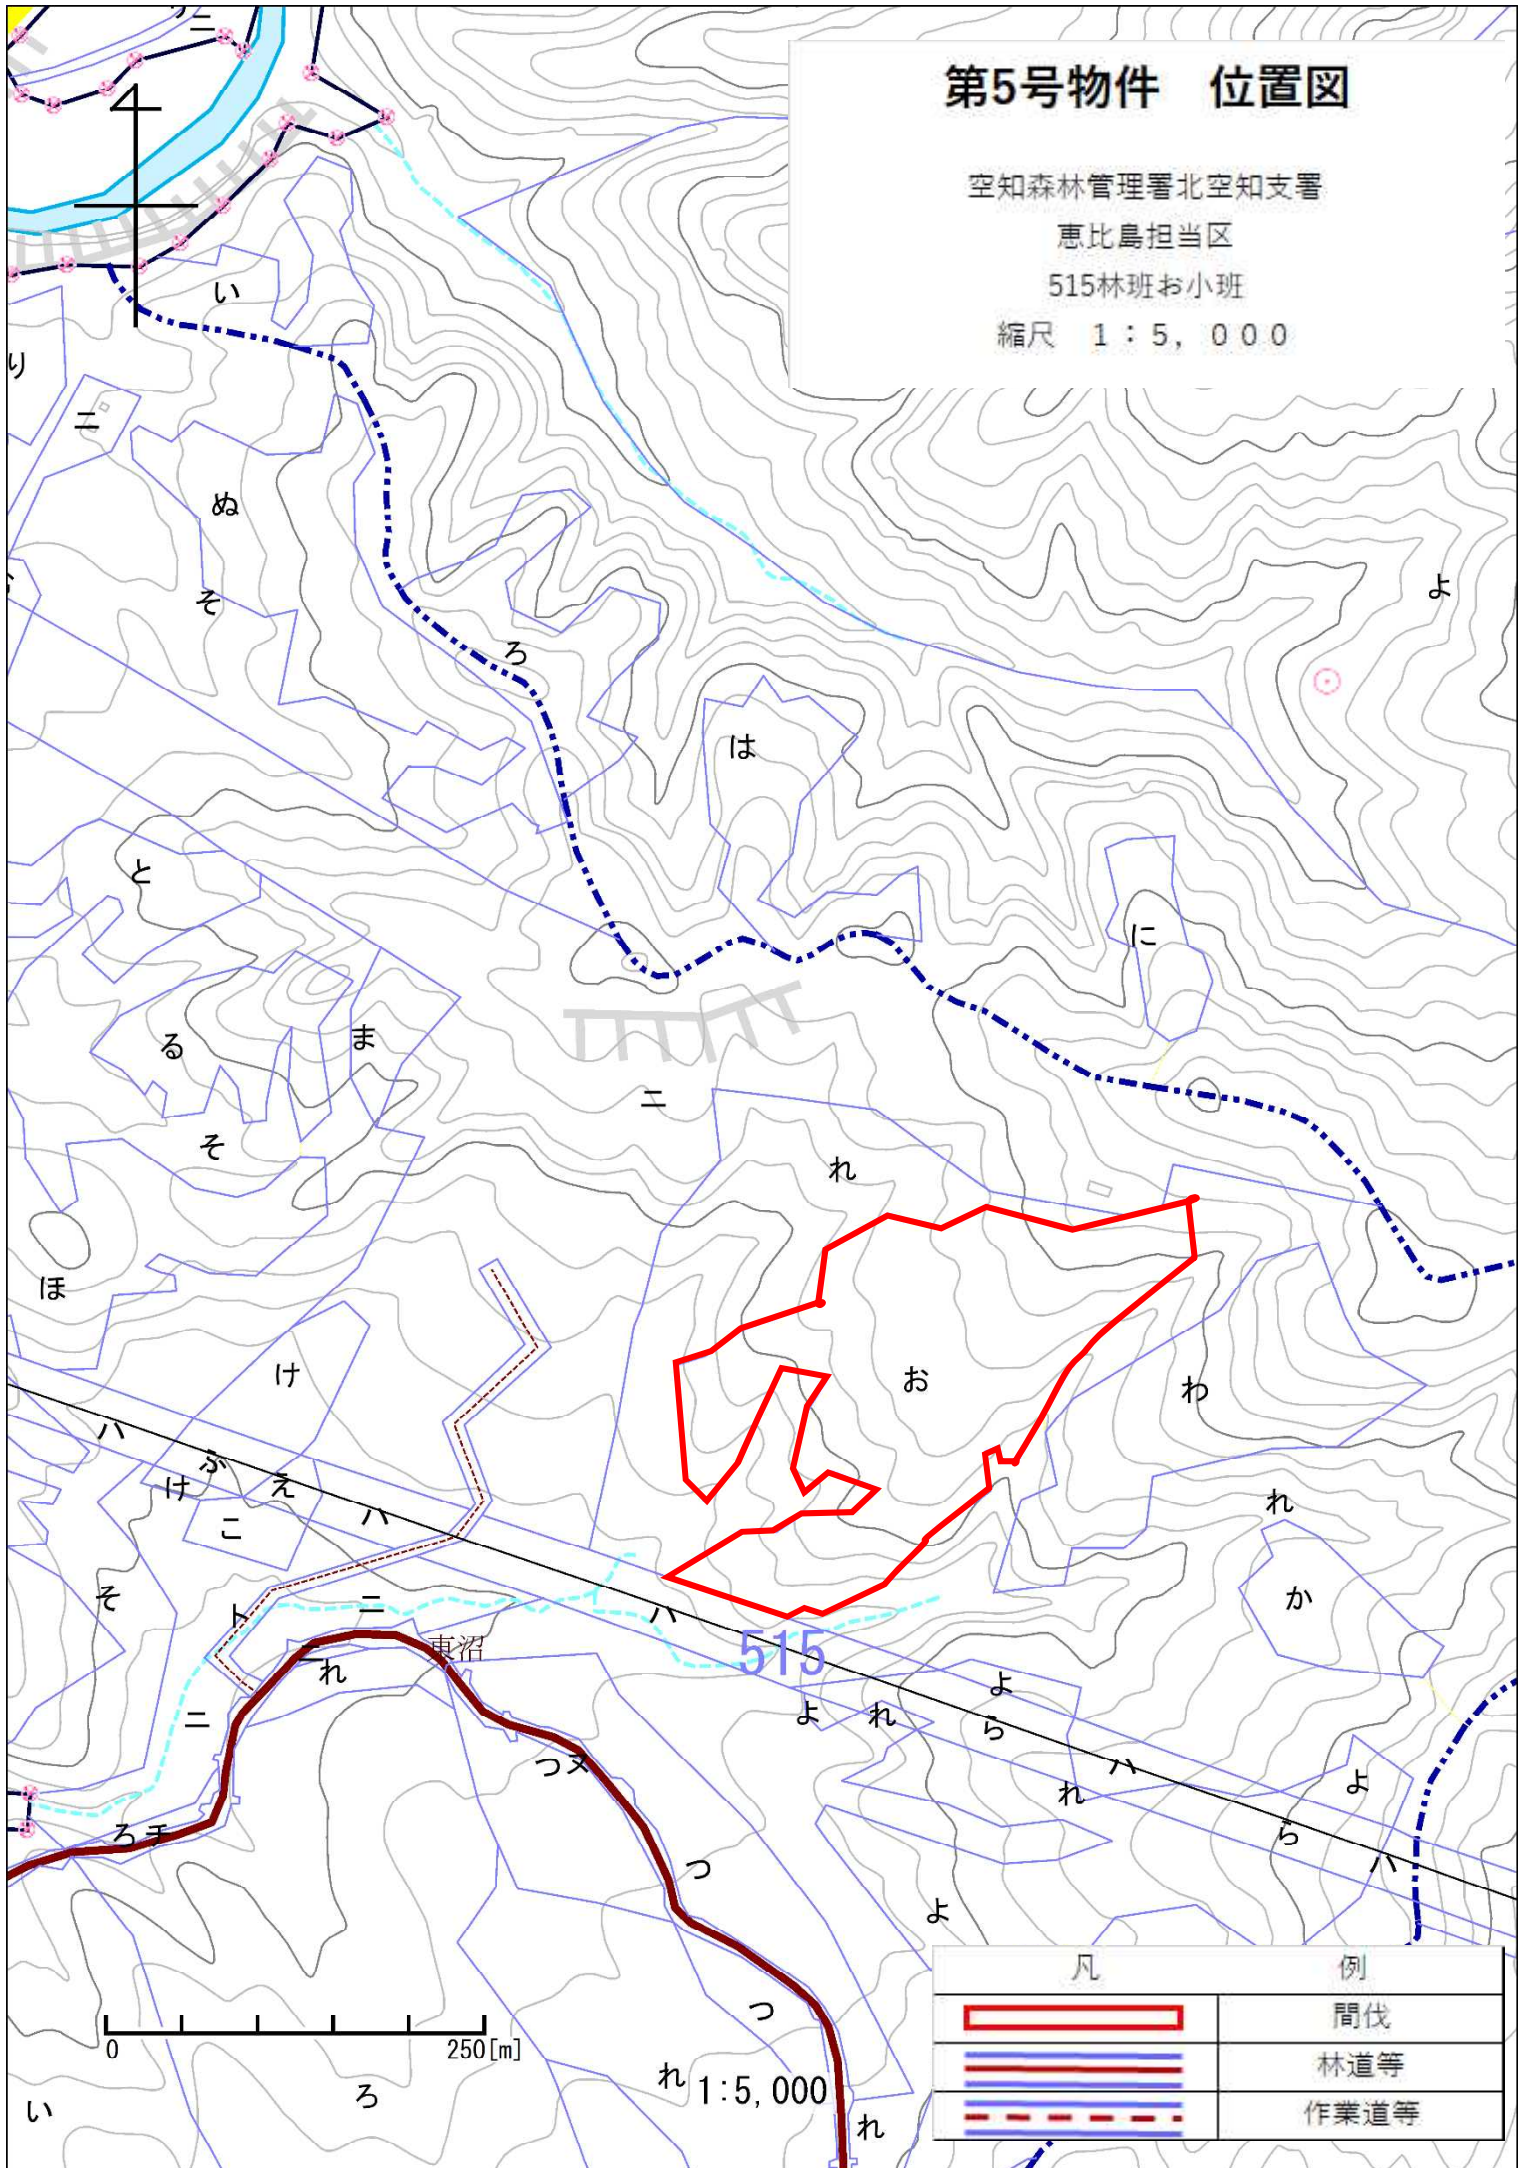 第5号物件　位置図
空知森林管理署北空知支署
恵比島担当区
515林班お小班
縮尺　１：５，０００
ニ
い
り
ニ
ぬ
そ
よ
ろ
は
と
に
る
ま
ニ
そ
れ
ほ
け
お
わ
ハ
ふ
け
え
ハ
こ
れ
そ
か
ト
ニ
ハ
東沼
515
ニ
れ
よ
ニ
よ
れ
ら
つヌ
ハ
れ
よ
ろチ
ら
ハ
つ
よ
凡　例
間伐
林道等
作業道等
つ
0 250[m]
れ
1:5,000
ろ
い
れ